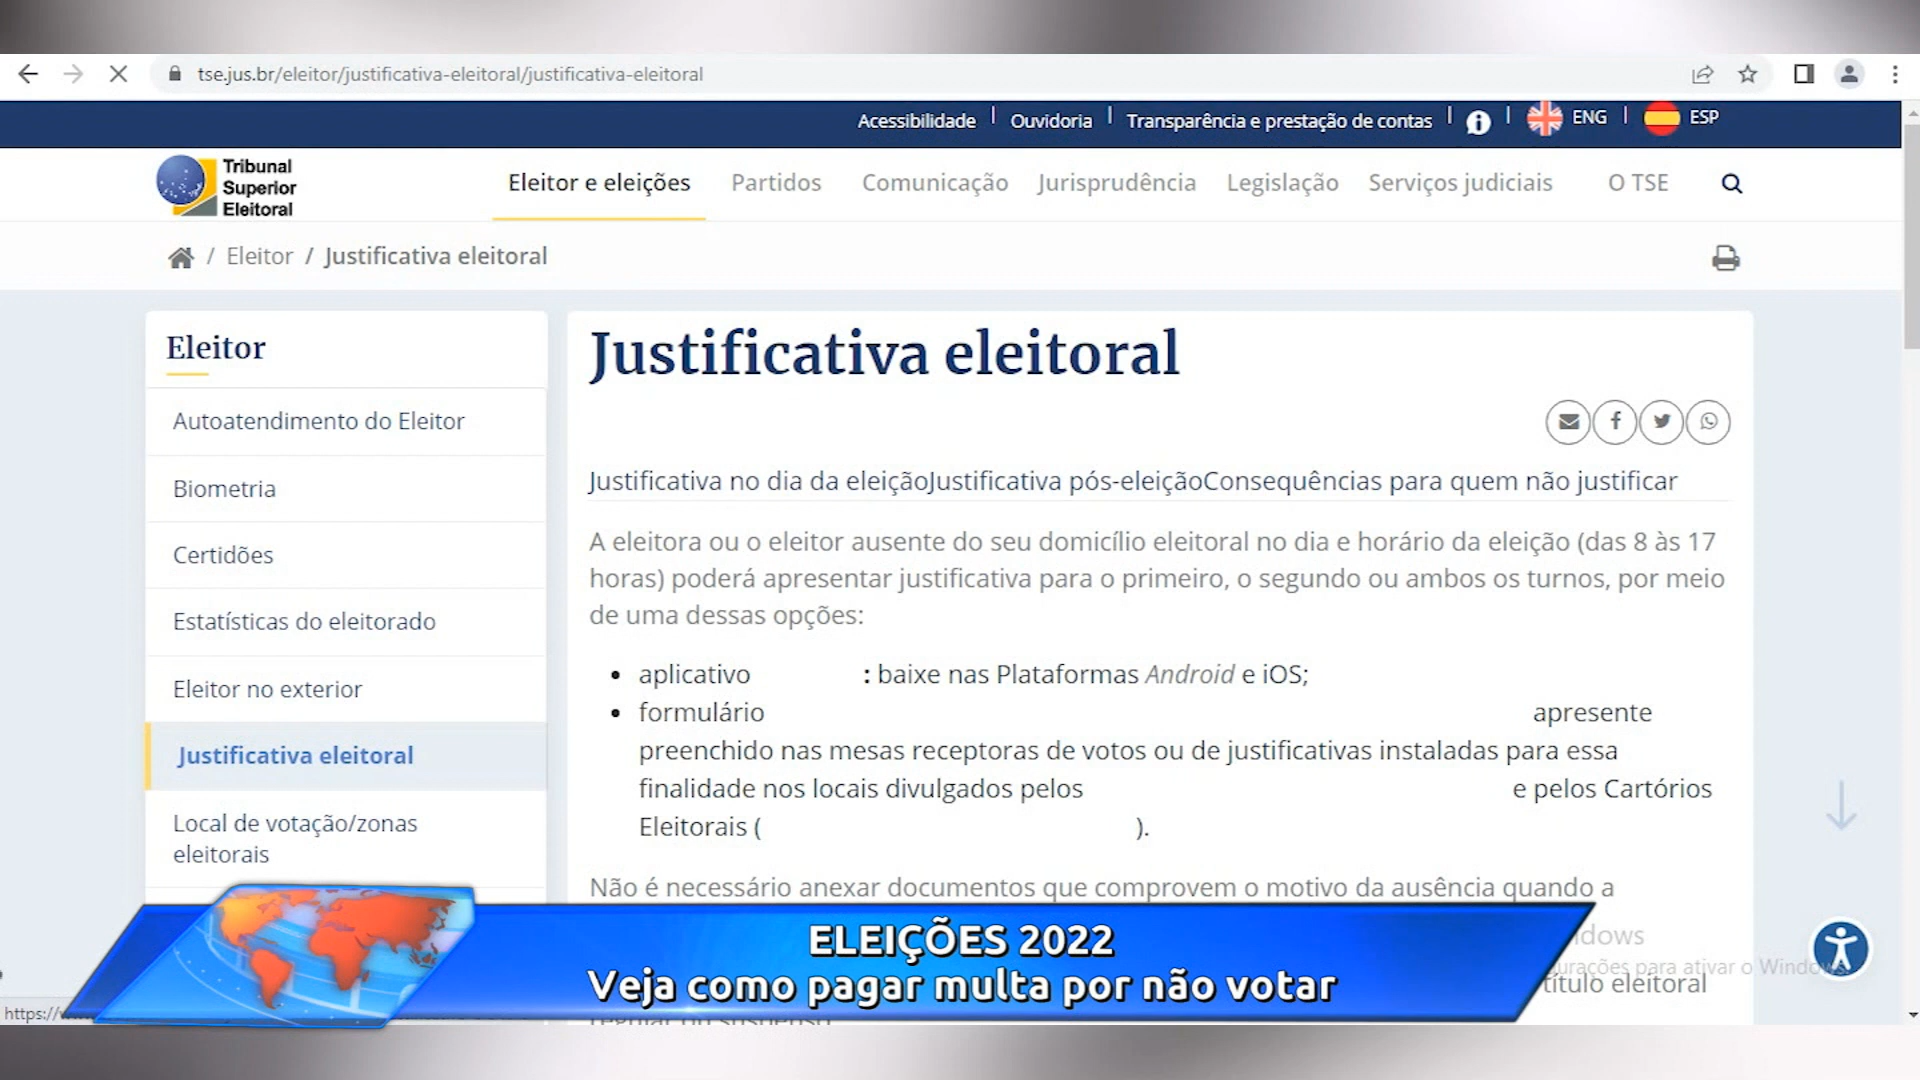 tse.jus.br/eleitor/justificativa-eleitoral/justificativa-eleitoral
Acessibilidade | Ouvidoria | Transparência e prestação de contas | | ENG | ESP
Tribunal
Superior
Eleitoral
Eleitor e eleições Partidos Comunicação Jurisprudência Legislação Serviços judiciais O TSE
/ Eleitor / Justificativa eleitoral
Eleitor
Autoatendimento do Eleitor
Biometria
Certidões
Estatísticas do eleitorado
Eleitor no exterior
Justificativa eleitoral
Local de votação/zonas
eleitorais
Justificativa eleitoral
Justificativa no dia da eleiçãoJustificativa pós-eleiçãoConsequências para quem não justificar
A eleitora ou o eleitor ausente do seu domicílio eleitoral no dia e horário da eleição (das 8 às 17
horas) poderá apresentar justificativa para o primeiro, o segundo ou ambos os turnos, por meio
de uma dessas opções:
• aplicativo : baixe nas Plataformas Android e iOS;
• formulário apresente
preenchido nas mesas receptoras de votos ou de justificativas instaladas para essa
finalidade nos locais divulgados pelos e pelos Cartórios
Eleitorais ( ).
Não é necessário anexar documentos que comprovem o motivo da ausência quando a
título eleitoral
para ativar o Windows
https://
ELEIÇÕES 2022
Veja como pagar multa por não votar